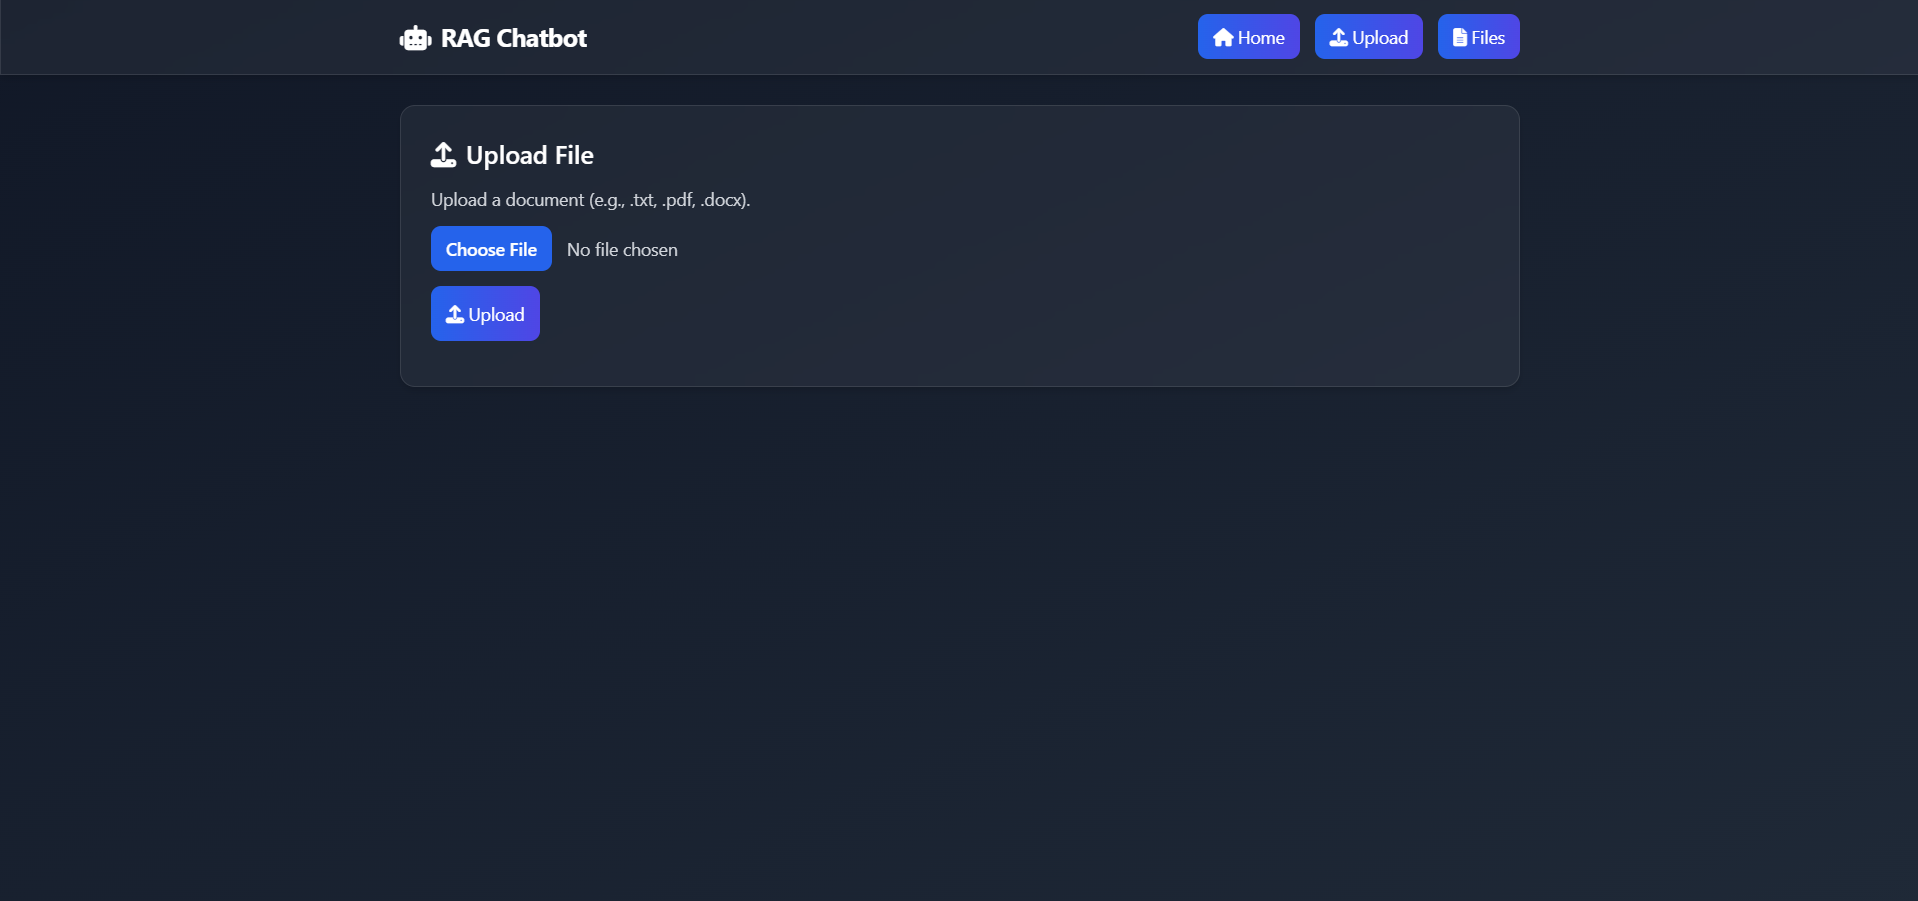 RAG Chatbot
Home
Upload
Files
Upload File
Upload a document (e.g., .txt, .pdf, .docx).
Choose File
No file chosen
Upload